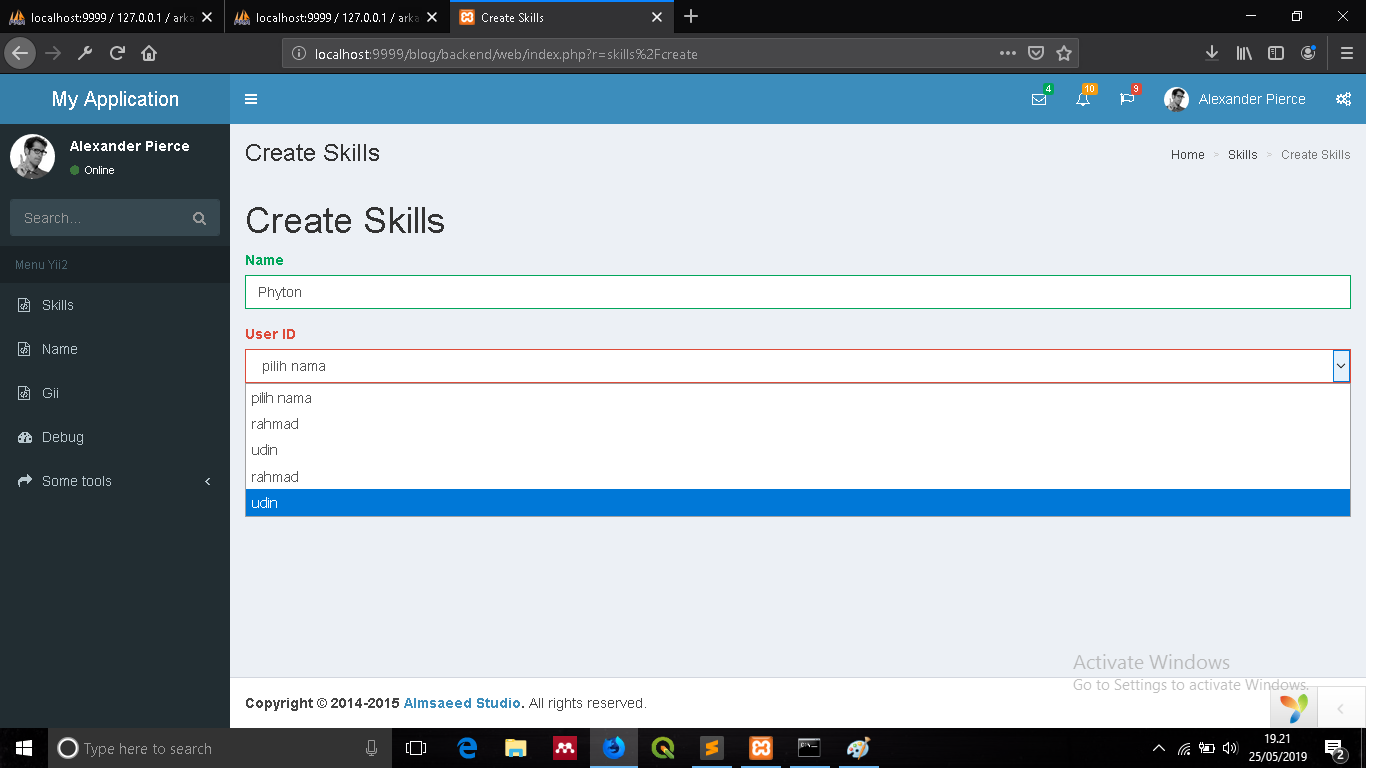 localhost:9999 / 127.0.0.1 / arka
localhost:9999 / 127.0.0.1 / arka
Create Skills
localhost:9999/blog/backend/web/index.php?r=skills%2Fcreate
My Application
4
10
9
Alexander Pierce
Alexander Pierce
Online
Create Skills
Home > Skills > Create Skills
Search...
Menu Yii2
Skills
Name
Gii
Debug
Some tools
Create Skills
Name
Phyton
User ID
pilih nama
pilih nama
rahmad
udin
rahmad
udin
Activate Windows
Go to Settings to activate Windows.
Copyright © 2014-2015 Almsaeed Studio. All rights reserved.
Type here to search
19.21
25/05/2019
2